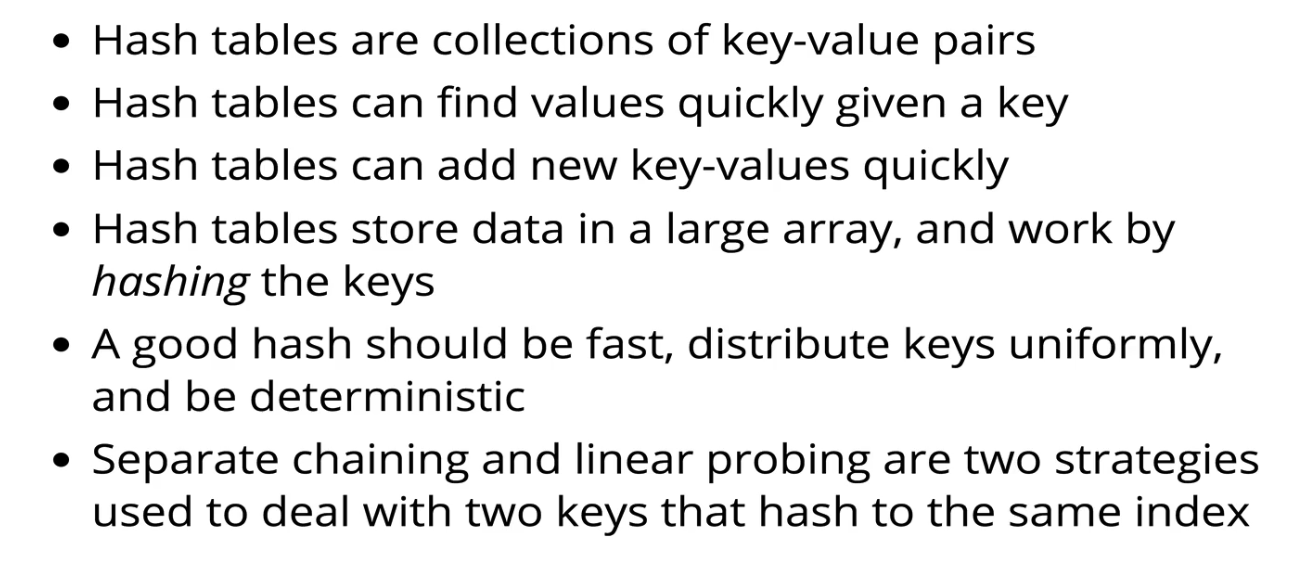 • Hash tables are collections of key-value pairs
• Hash tables can find values quickly given a key
• Hash tables can add new key-values quickly
• Hash tables store data in a large array, and work by
hashing the keys
• A good hash should be fast, distribute keys uniformly,
and be deterministic
• Separate chaining and linear probing are two strategies
used to deal with two keys that hash to the same index